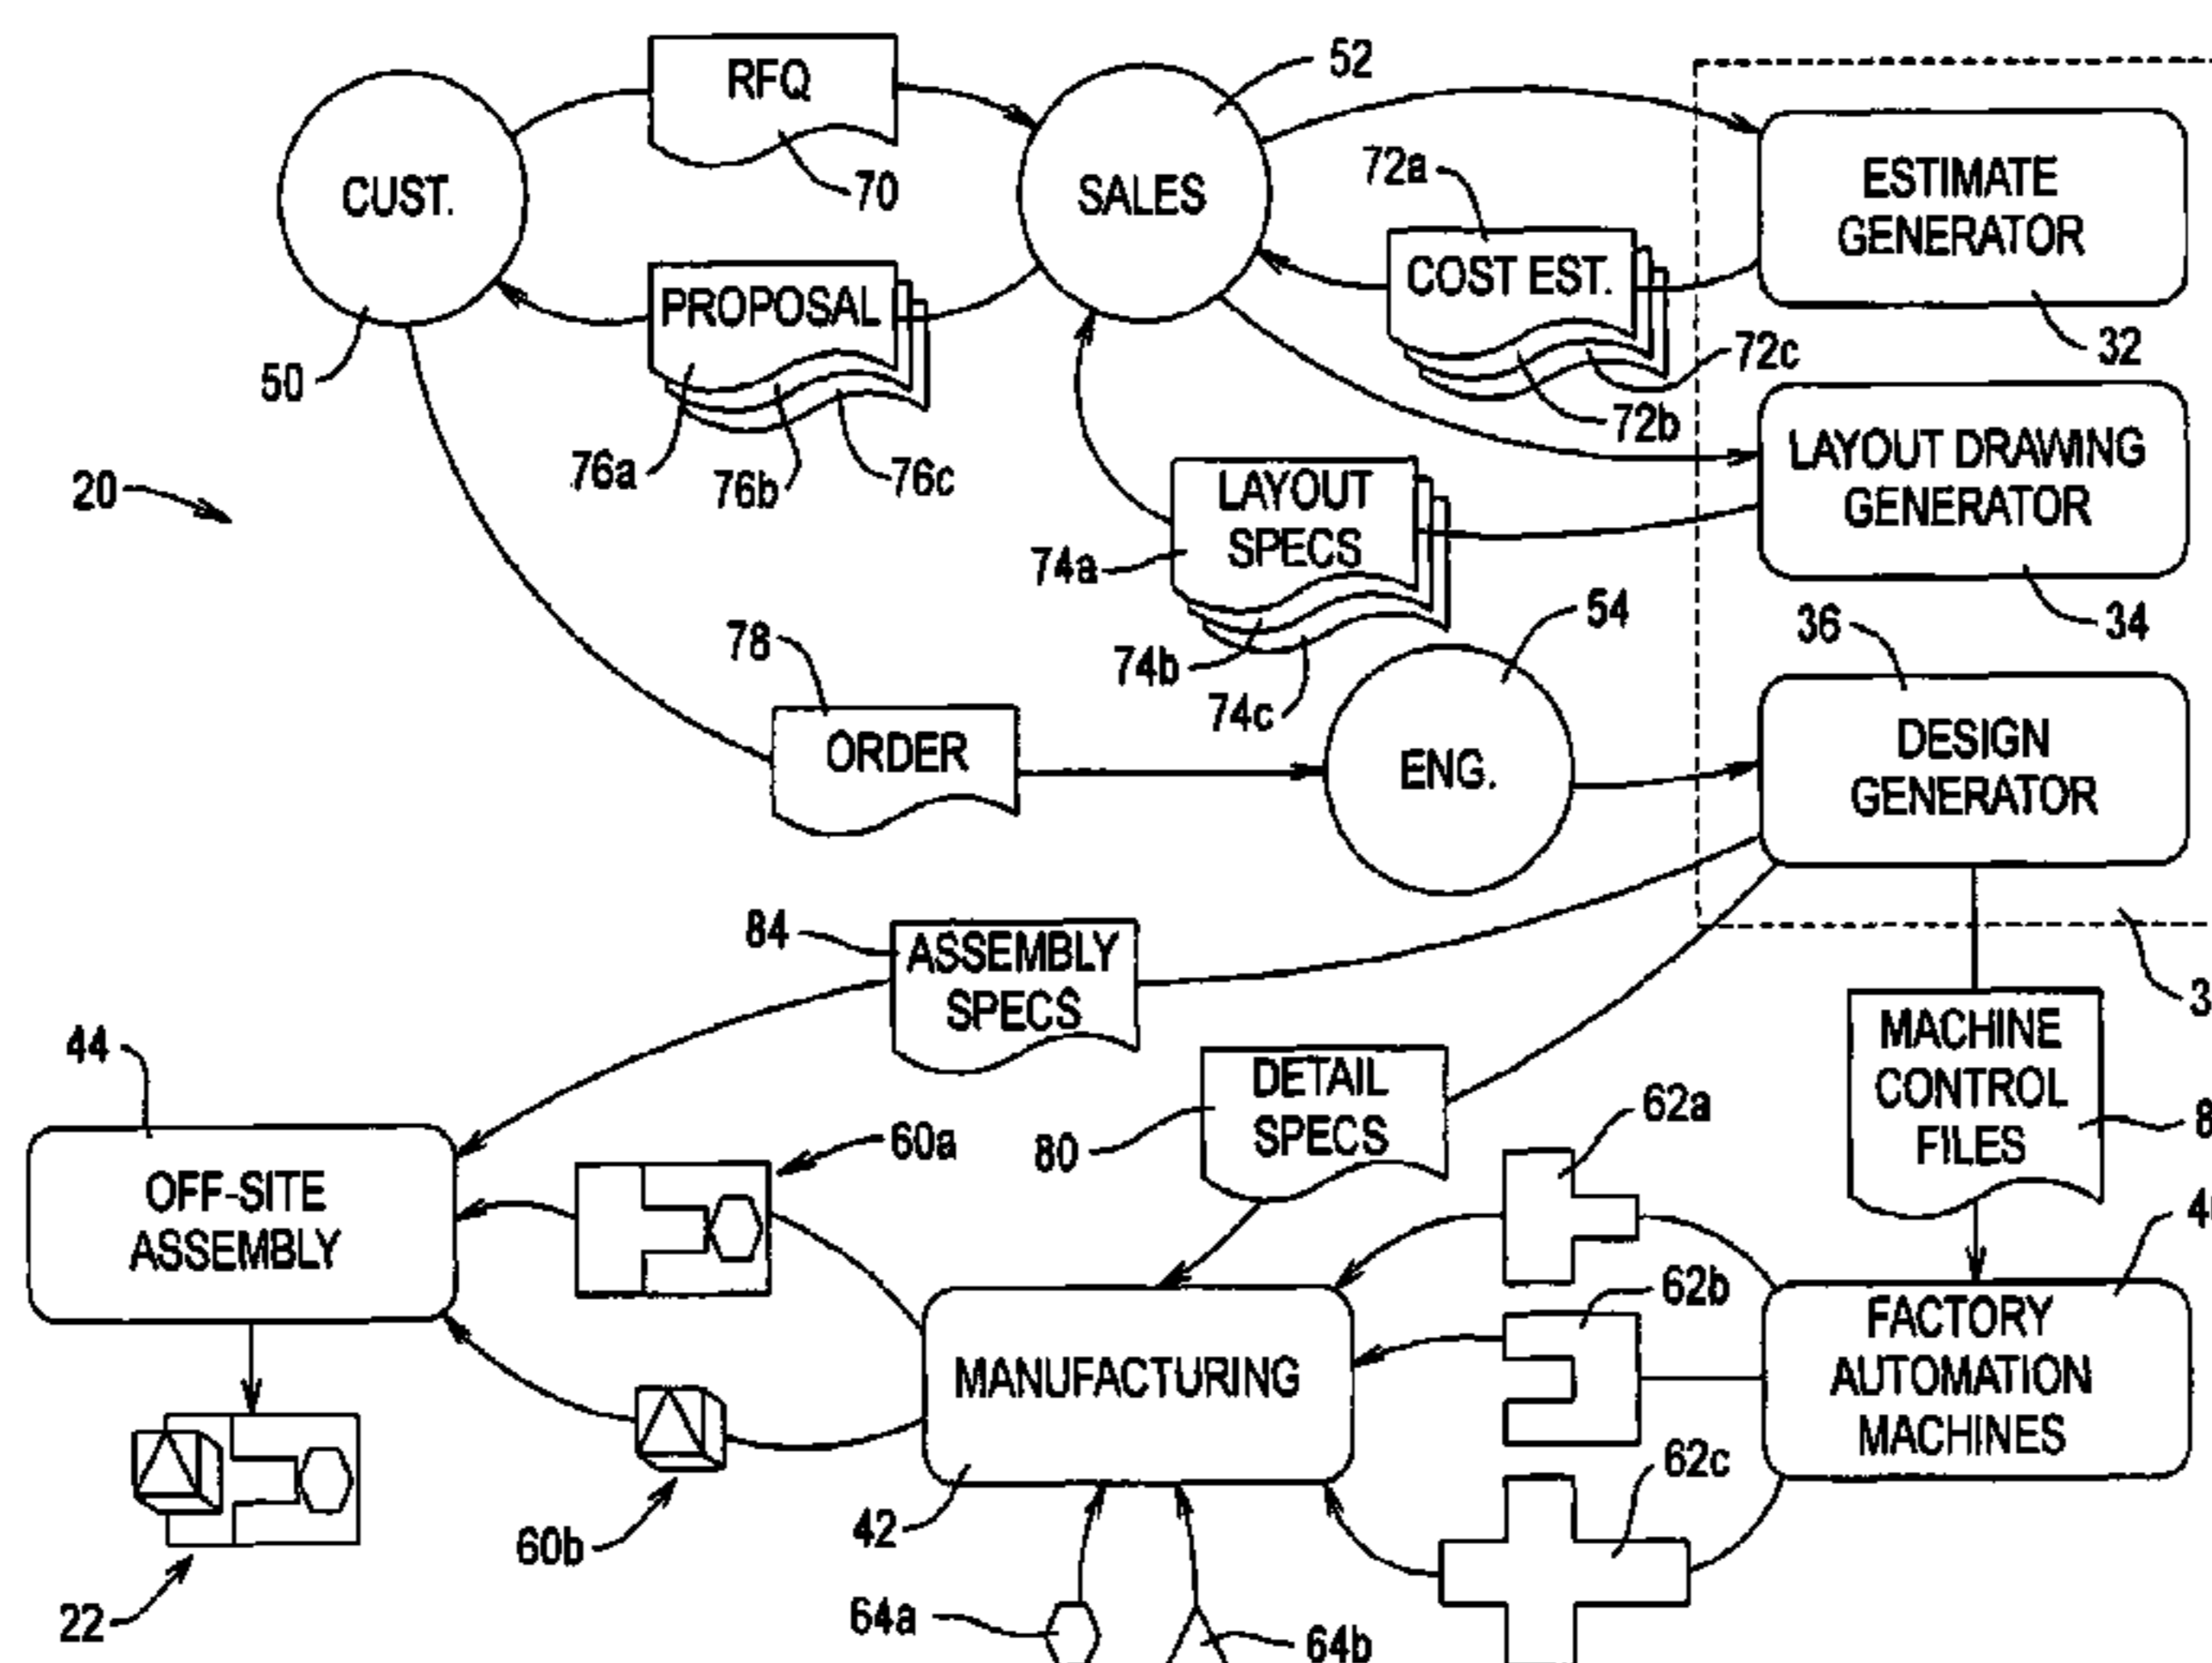 RFQ
52
CUST.
70
SALES
72a
ESTIMATE
GENERATOR
COST EST.
PROPOSAL
32
72c
50
72b
76a
76b
76c
LAYOUT DRAWING
GENERATOR
20
LAYOUT
SPECS
74a
54
34
36
78
74b
74c
ORDER
ENG.
DESIGN
GENERATOR
84
ASSEMBLY
SPECS
3
MACHINE
CONTROL
FILES
8
44
DETAIL
SPECS
80
62a
60a
OFF-SITE
ASSEMBLY
4
62b
FACTORY
AUTOMATION
MACHINES
MANUFACTURING
62c
42
60b
22
64a
64b